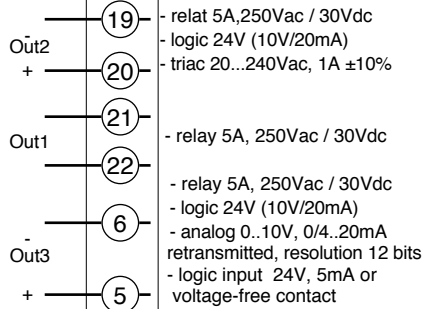 19 - relat 5A,250Vac / 30Vdc
-
Out2 - logic 24V (10V/20mA)
+ 20 - triac 20...240Vac, 1A ±10%
21
Out1 - relay 5A, 250Vac / 30Vdc
22
- relay 5A, 250Vac / 30Vdc
- logic 24V (10V/20mA)
6 - analog 0..10V, 0/4..20mA
- retransmitted, resolution 12 bits
Out3
- logic input 24V, 5mA or
+ 5 voltage-free contact